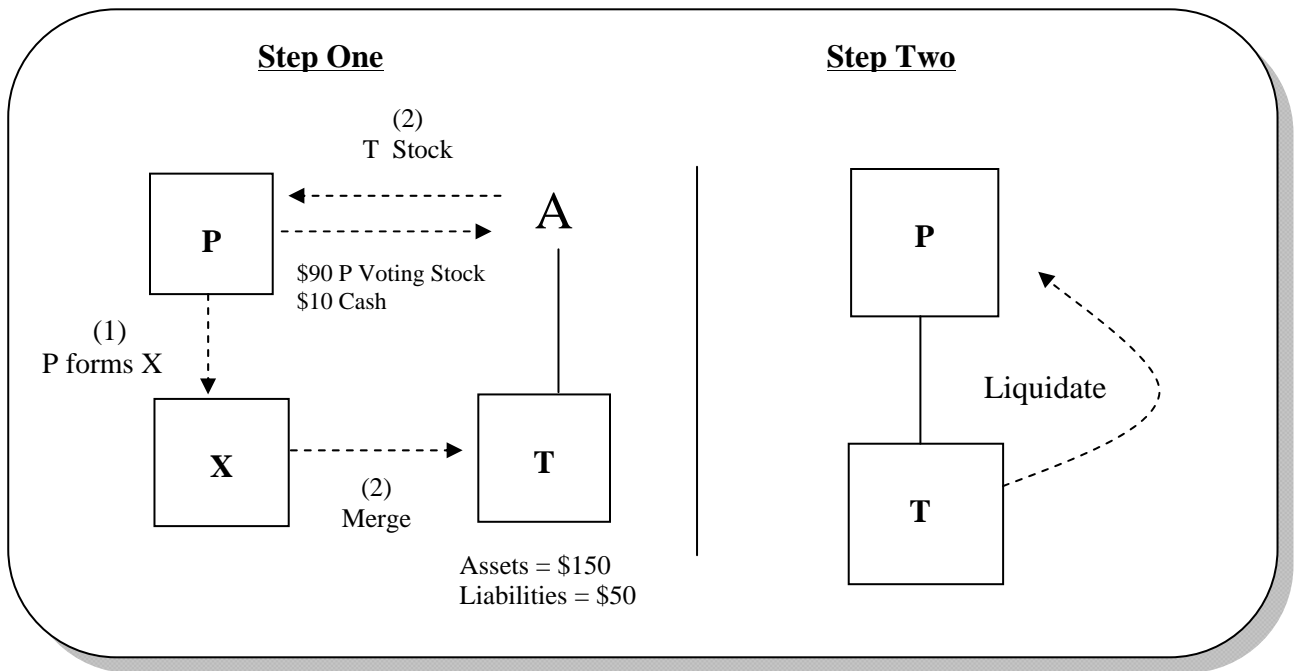 Step One
(2)
T Stock
P
A
$90 P Voting Stock
$10 Cash
(1)
P forms X
X
(2)
Merge
T
Assets = $150
Liabilities = $50
Step Two
P
Liquidate
T